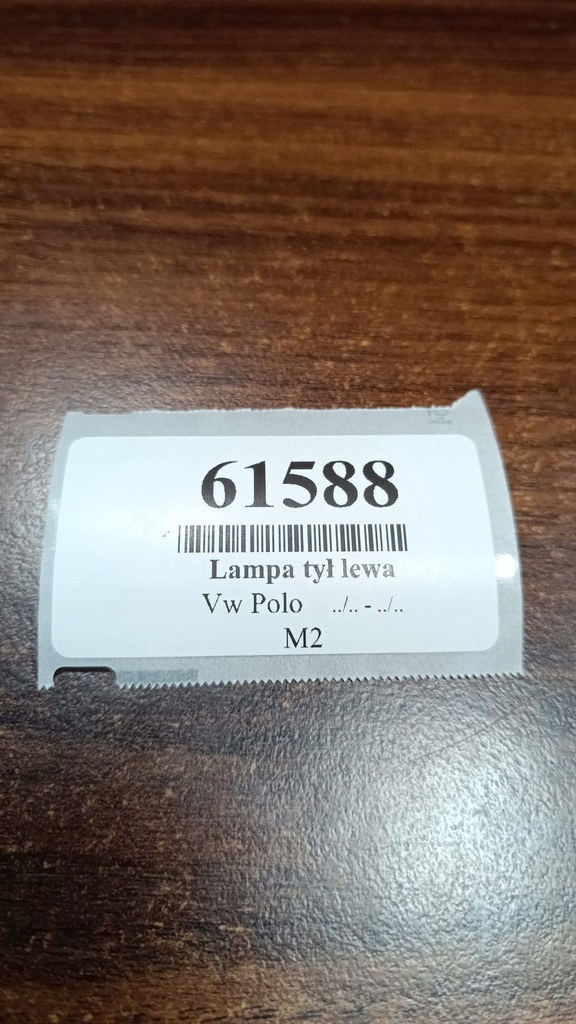 61588
Lampa tył lewa
Vw Polo ../.. - ../..
M2